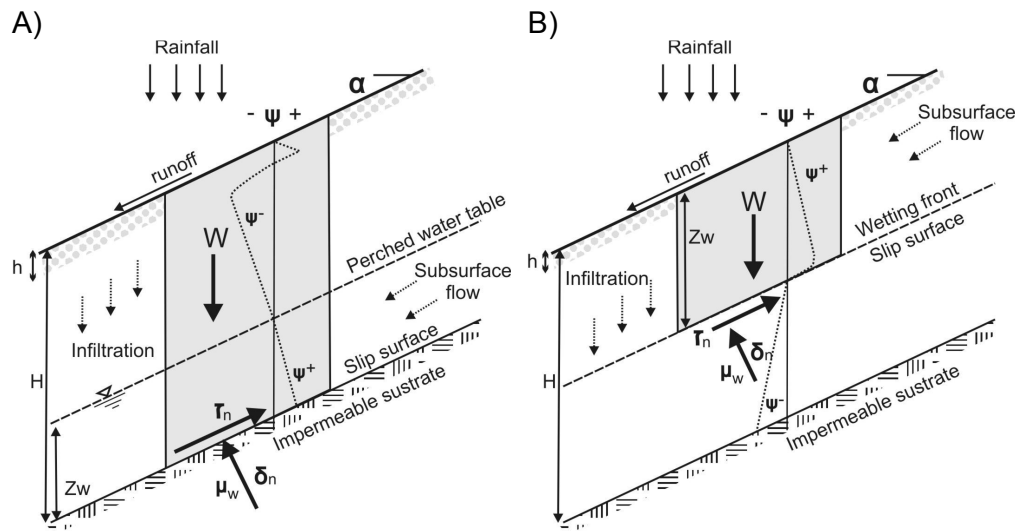 A)
Rainfall
α
- Ψ +
runoff
Ψ-
W
Perched water table
h
Subsurface
flow
Infiltration
H
Slip surface
Ψ+
τn
Impermeable sustrate
Zw
μw
δn
B)
Rainfall
α
- Ψ +
Subsurface
flow
runoff
Ψ+
W
Zw
Wetting front
Slip surface
h
Infiltration
τn
δn
μw
H
Ψ-
Impermeable sustrate